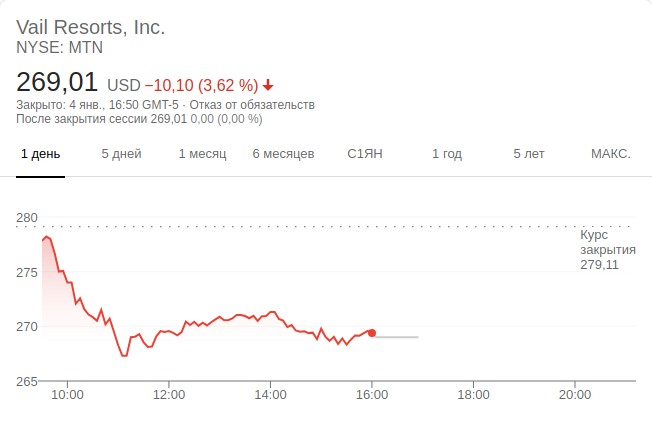 Vail Resorts, Inc.
NYSE: MTN
269,01 USD −10,10 (3,62 %)
Закрыто: 4 янв., 16:50 GMT-5 · Отказ от обязательств
После закрытия сессии 269,01 0,00 (0,00 %)
1 день 5 дней 1 месяц 6 месяцев С1ЯН 1 год 5 лет МАКС.
280
Курс
закрытия
279,11
275
270
265
10:00 12:00 14:00 16:00 18:00 20:00